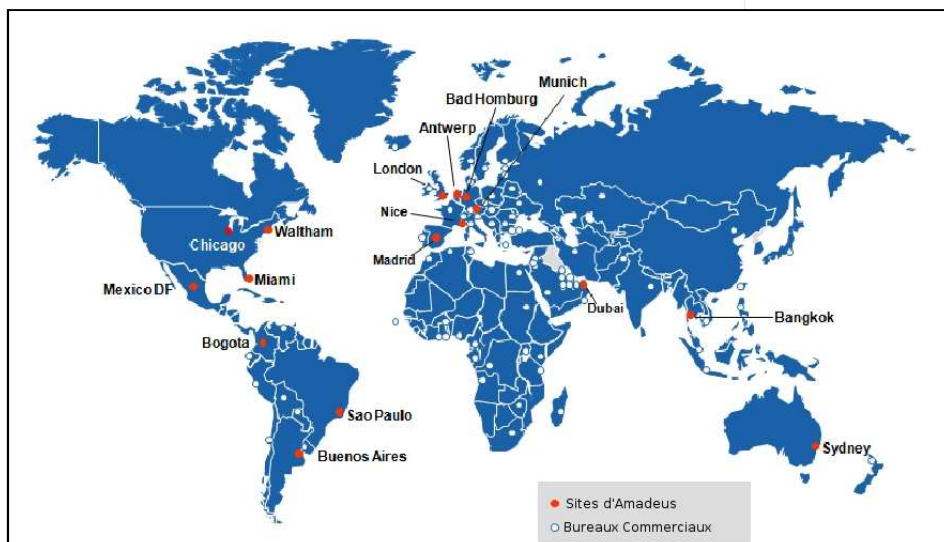 Munich
Bad Homburg
Antwerp
London
Nice
Madrid
Chicago
Waltham
Miami
Mexico DF
Dubai
Bangkok
Bogota
Sao Paulo
Buenos Aires
Sydney
Sites d'Amadeus
Bureaux Commerciaux